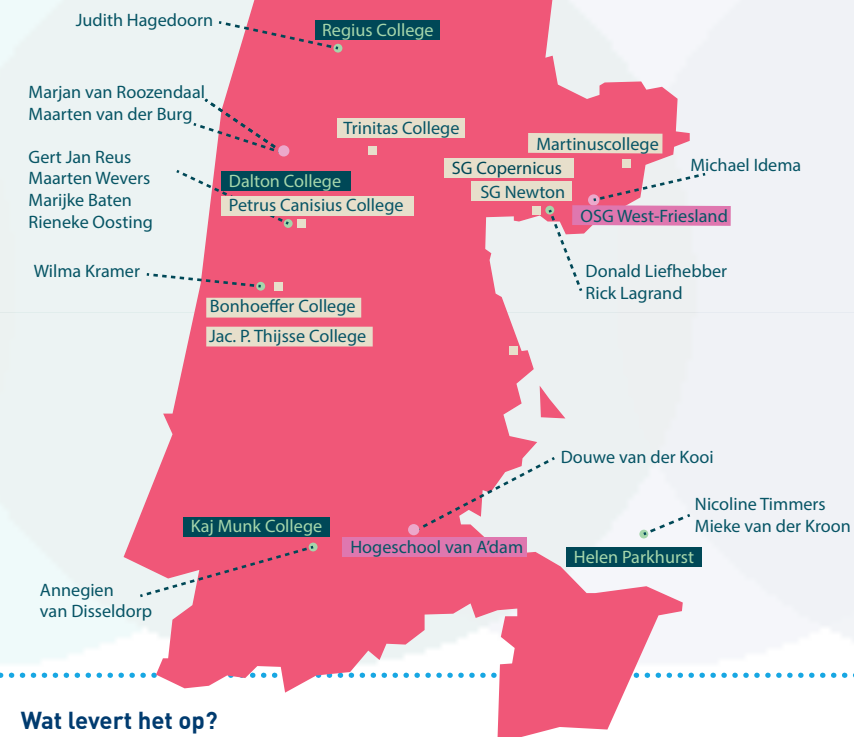 Judith Hagedoorn
Regius College
Marjan van Roozendaal
Maarten van der Burg
Trinitas College
Martinuscollege
Gert Jan Reus
Maarten Wevers
Marijke Baten
Rieneke Oosting
SG Copernicus
Michael Idema
Dalton College
SG Newton
Petrus Canisius College
OSG West-Friesland
Wilma Kramer
Donald Liefhebber
Rick Lagrand
Bonhoeffer College
Jac. P. Thijsse College
Douwe van der Kooi
Nicoline Timmers
Mieke van der Kroon
Kaj Munk College
Hogeschool van A'dam
Helen Parkhurst
Annegien
van Disseldorp
Wat levert het op?